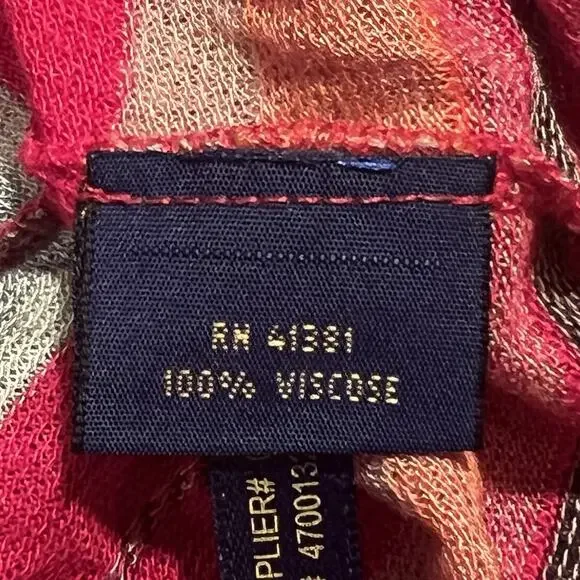 RN 41381
100% VISCOSE
PLIER#
# 470013